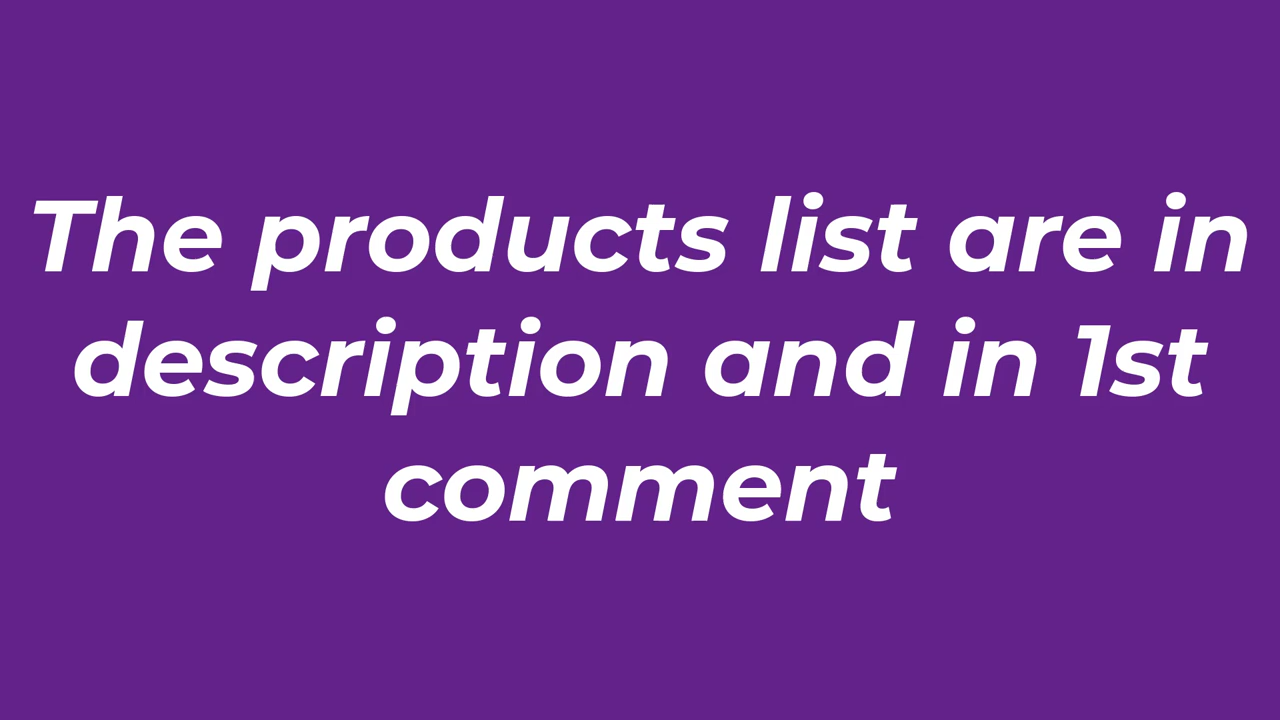 The products list are in
description and in 1st
comment